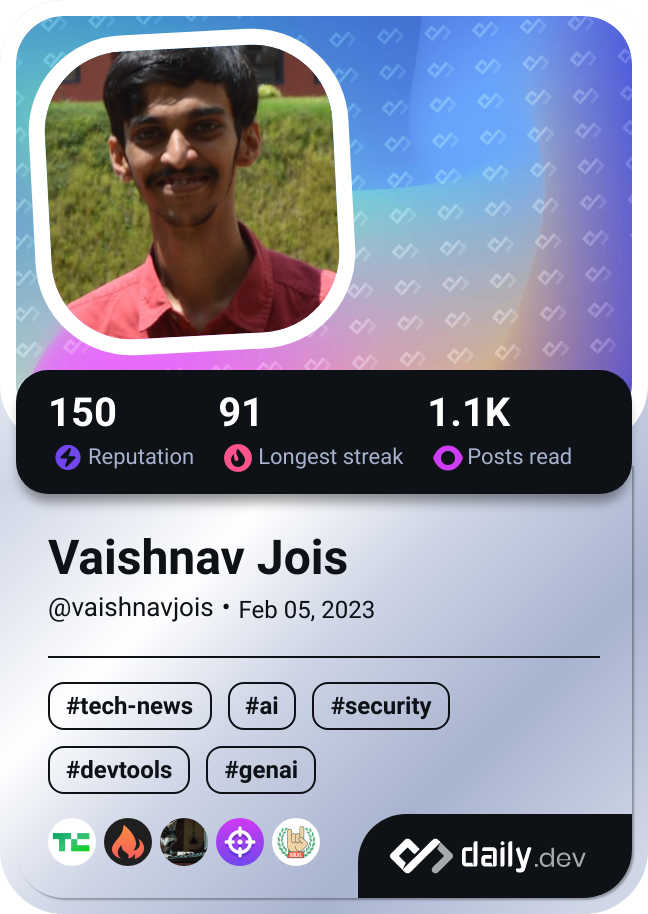 150 91 1.1K
Reputation Longest streak Posts read
Vaishnav Jois
@vaishnavjois • Feb 05, 2023
#tech-news #ai #security
#devtools #genai
TC
daily.dev